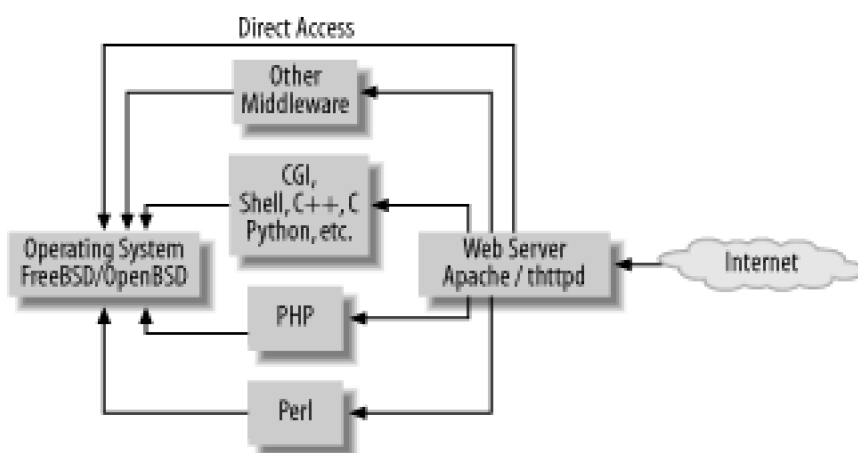 Direct Access
Other
Middleware
CGI,
Shell, C++, C
Python, etc.
Operating System
FreeBSD/OpenBSD
Web Server
Apache / thttpd
Internet
PHP
Perl